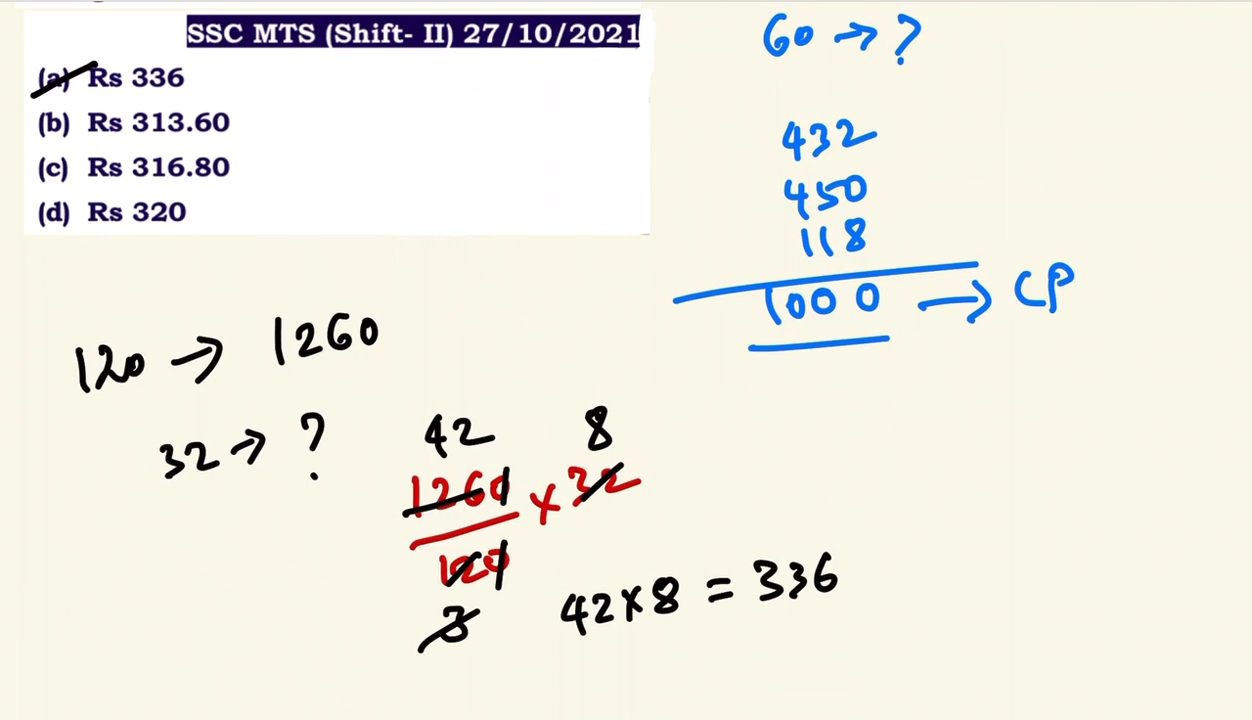 SSC MTS (Shift- II) 27/10/2021
(a) Rs 336
(b) Rs 313.60
(c) Rs 316.80
(d) Rs 320
60 → ?
432
450
118
1000 → CP
120 → 1260
32 → ?
42 8
1260 × 32
120
3
42×8 = 336